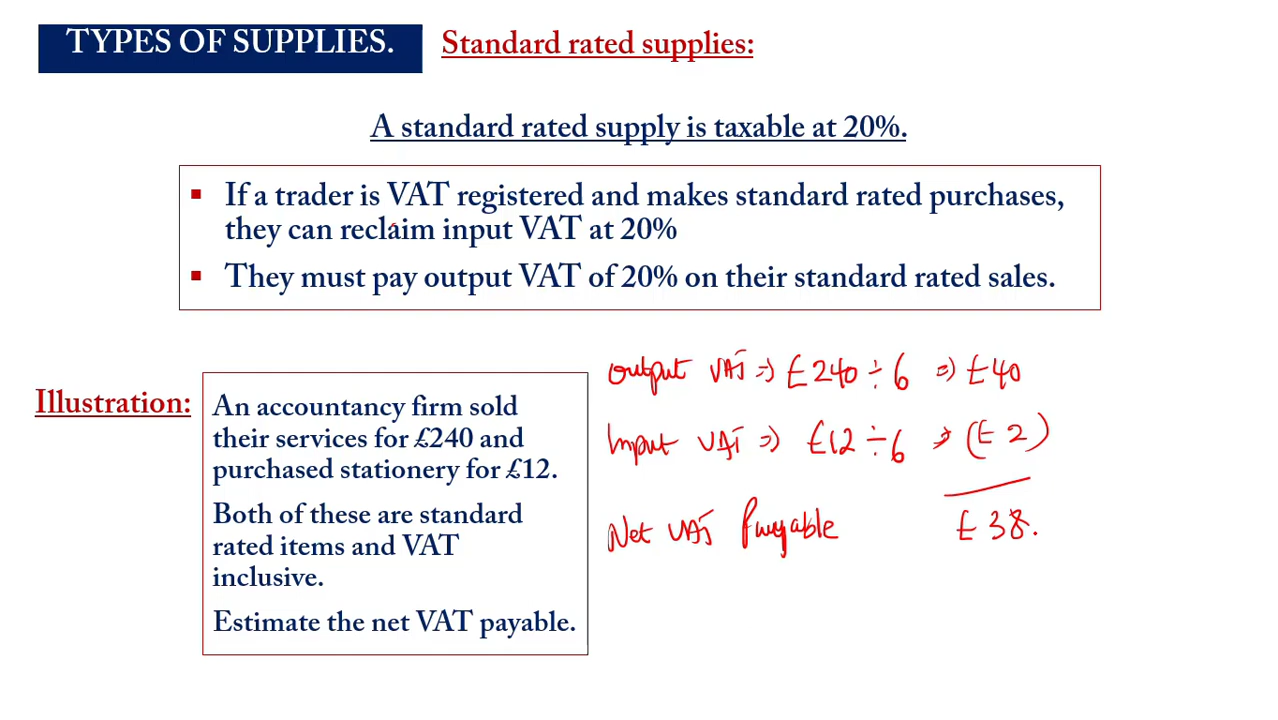 TYPES OF SUPPLIES.
Standard rated supplies:
A standard rated supply is taxable at 20%.
▪ If a trader is VAT registered and makes standard rated purchases,
they can reclaim input VAT at 20%
▪ They must pay output VAT of 20% on their standard rated sales.
Illustration:
An accountancy firm sold
their services for £240 and
purchased stationery for £12.
Both of these are standard
rated items and VAT
inclusive.
Estimate the net VAT payable.
output VAT ⇒ £240 ÷ 6 ⇒ £40
Input VAT ⇒ £12 ÷ 6 ⇒ (£2)
Net VAT Payable £38.